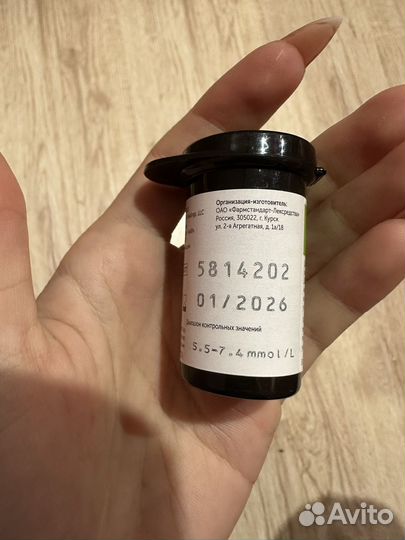 Организация-изготовитель:
LLC ОАО «Фармстандарт-Лексредства»
Россия, 305022, г. Курск
ул. 2-я Агрегатная, д. 1а/18
5814202
01/2026
Диапазон контрольных значений
5.5-7.4mmol/L
Avito